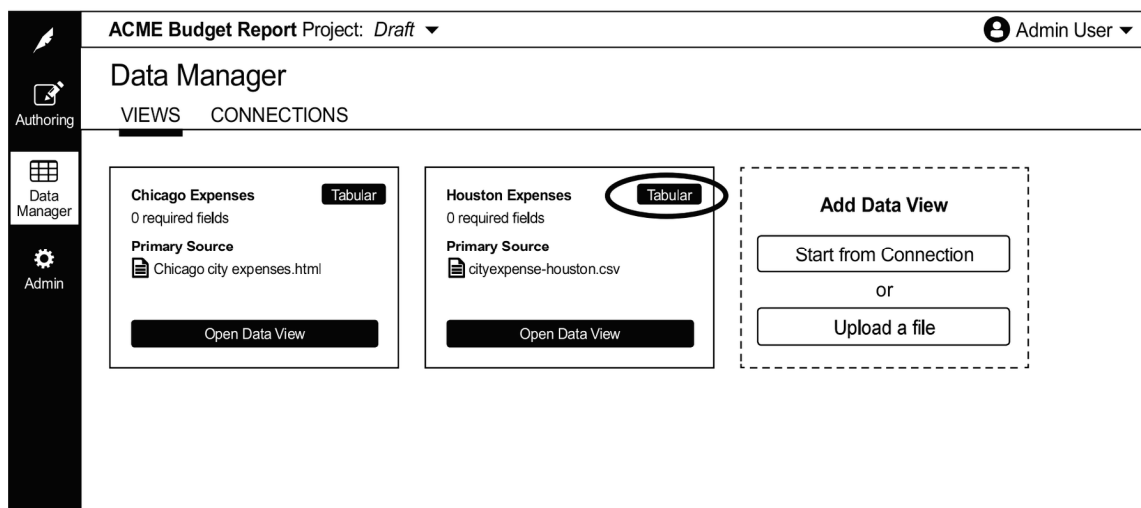 ACME Budget Report Project: Draft
Admin User
Authoring
Data
Manager
Admin
Data Manager
VIEWS CONNECTIONS
Chicago Expenses Tabular
0 required fields
Primary Source
Chicago city expenses.html
Open Data View
Houston Expenses Tabular
0 required fields
Primary Source
cityexpense-houston.csv
Open Data View
Add Data View
Start from Connection
or
Upload a file